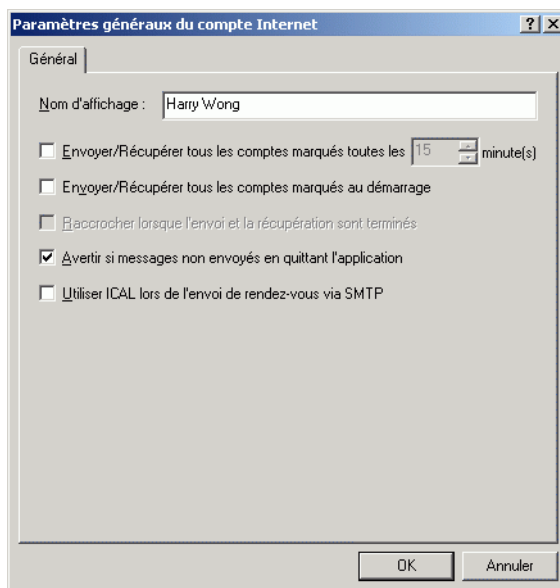 Paramètres généraux du compte Internet
Général
Nom d'affichage : Harry Wong
Envoyer/Récupérer tous les comptes marqués toutes les 15 minute(s)
Envoyer/Récupérer tous les comptes marqués au démarrage
Raccrocher lorsque l'envoi et la récupération sont terminés
Avertir si messages non envoyés en quittant l'application
Utiliser ICAL lors de l'envoi de rendez-vous via SMTP
OK Annuler